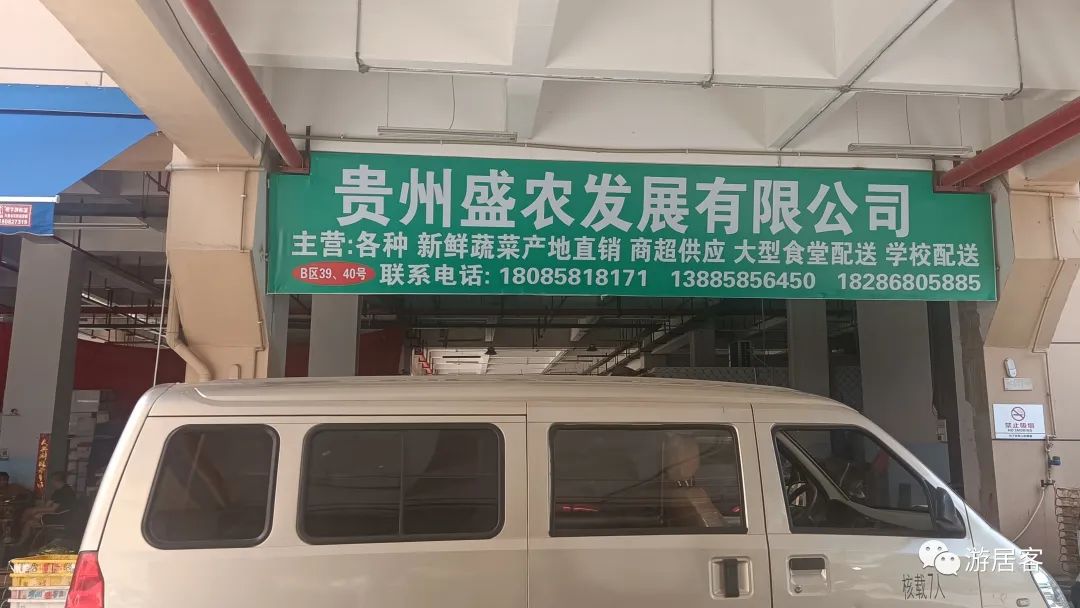 贵州盛农发展有限公司
主营:各种 新鲜蔬菜产地直销 商超供应 大型食堂配送 学校配送
B区39、40号 联系电话: 18085818171 13885856450 18286805885
禁止吸烟
NO SMOKING
核载7人
游居客